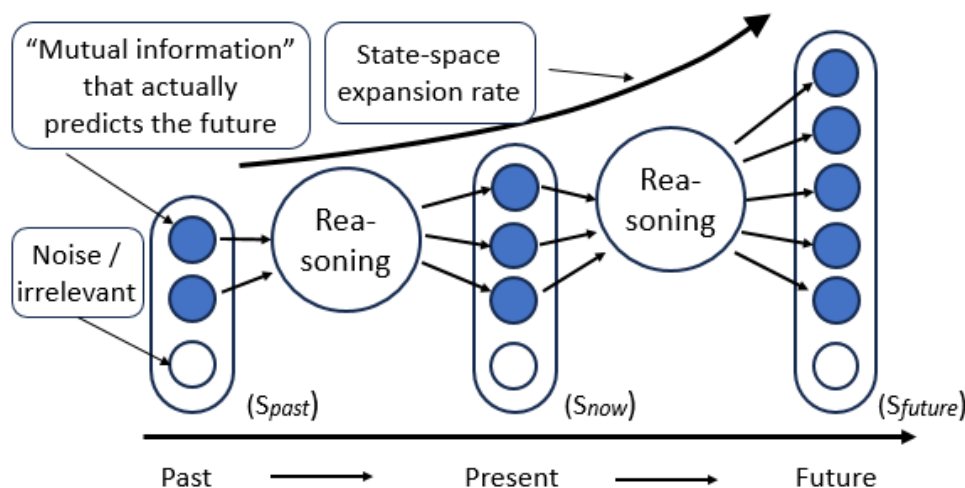 “Mutual information”
that actually
predicts the future
State-space
expansion rate
Noise /
irrelevant
Rea-
soning
Rea-
soning
(Spast)
(Snow)
(Sfuture)
Past
Present
Future